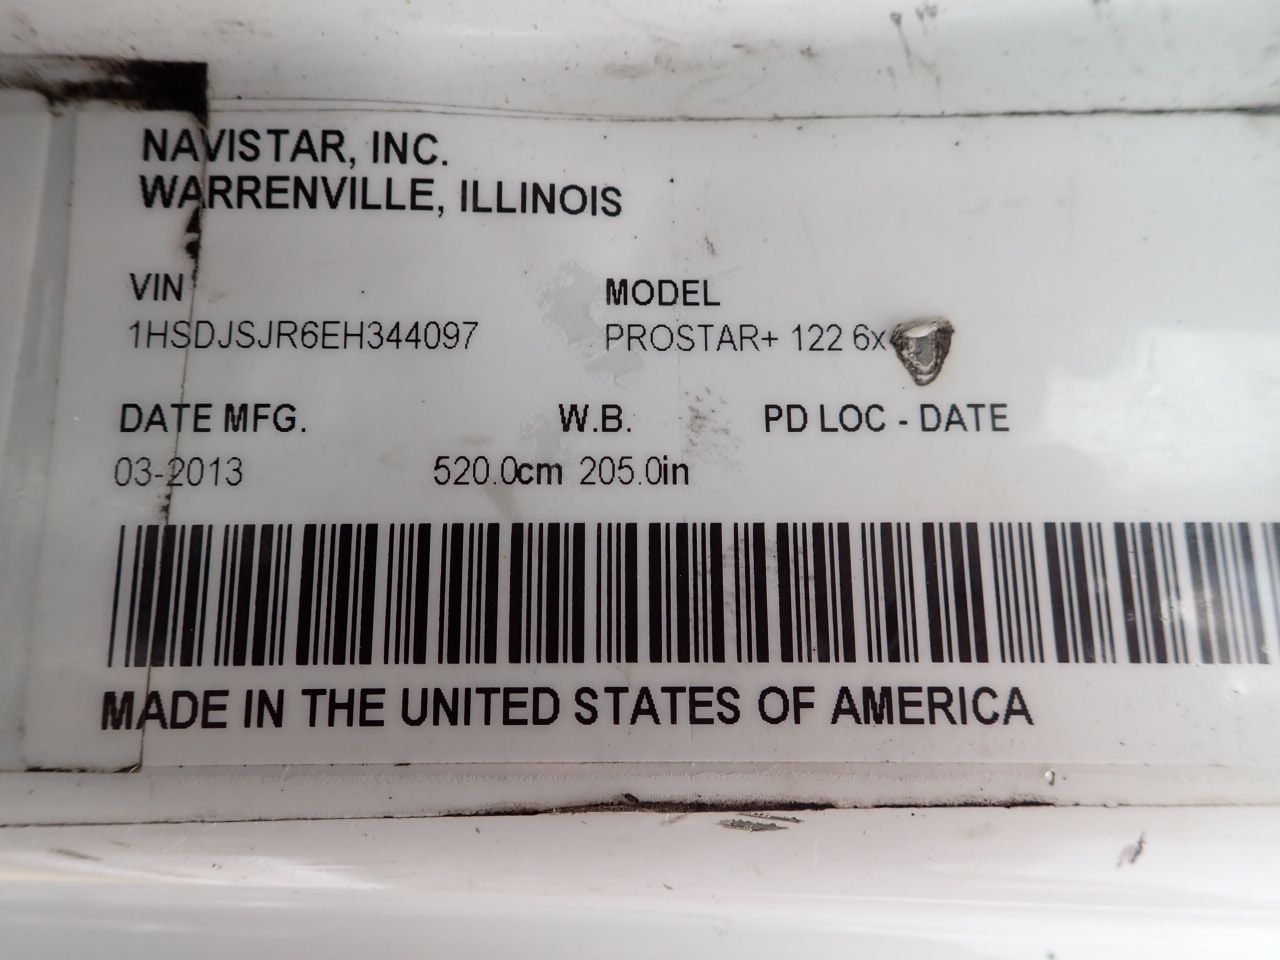 NAVISTAR, INC.
WARRENVILLE, ILLINOIS
VIN MODEL
1HSDJSJR6EH344097 PROSTAR+ 122 6x
DATE MFG. W.B. PD LOC - DATE
03-2013 520.0cm 205.0in
MADE IN THE UNITED STATES OF AMERICA